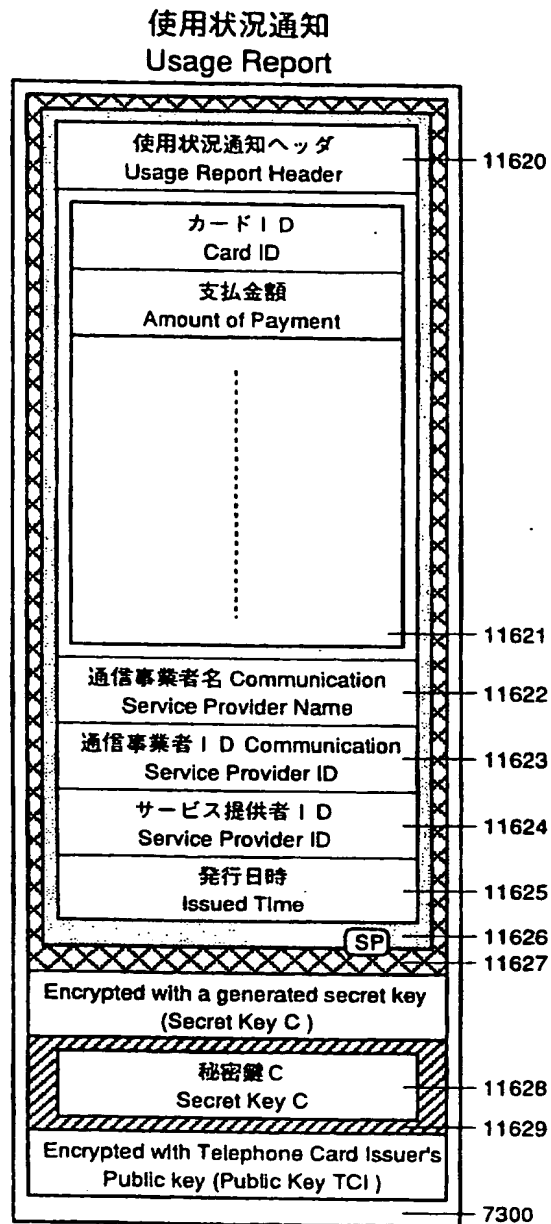 使用状況通知
Usage Report
使用状況通知ヘッダ
Usage Report Header
11620
カードID
Card ID
支払金額
Amount of Payment
11621
通信事業者名 Communication
Service Provider Name
11622
通信事業者ID Communication
Service Provider ID
11623
サービス提供者ID
Service Provider ID
11624
発行日時
Issued Time
11625
11626
SP
11627
Encrypted with a generated secret key
(Secret Key C )
秘密鍵C
Secret Key C
11628
11629
Encrypted with Telephone Card Issuer's
Public key (Public Key TCI )
7300